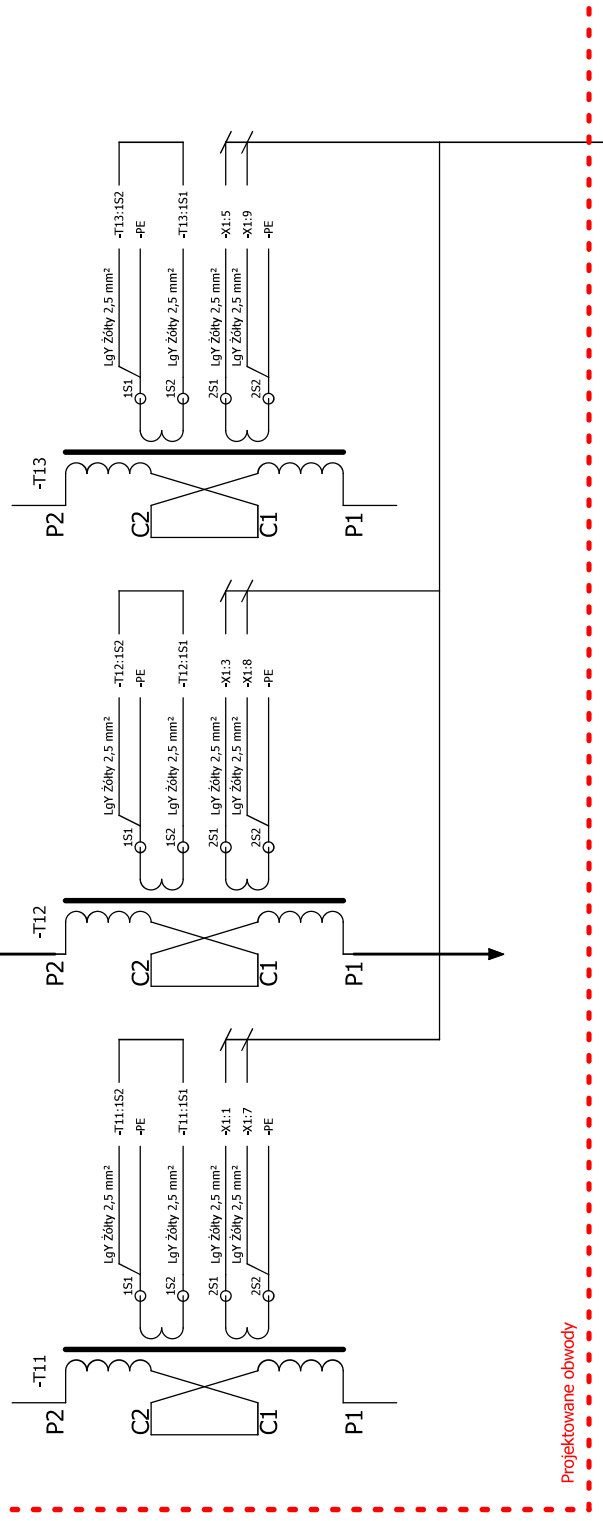 -T13:1S2
-PE
-T13:1S1
-X1:5
-X1:9
-PE
LgY Żółty 2,5 mm²
LgY Żółty 2,5 mm²
LgY Żółty 2,5 mm²
LgY Żółty 2,5 mm²
1S1
1S2
2S1
2S2
-T13
P2
C2
C1
P1
-T12:1S2
-PE
-T12:1S1
-X1:3
-X1:8
-PE
LgY Żółty 2,5 mm²
LgY Żółty 2,5 mm²
LgY Żółty 2,5 mm²
LgY Żółty 2,5 mm²
1S1
1S2
2S1
2S2
-T12
P2
C2
C1
P1
-T11:1S2
-PE
-T11:1S1
-X1:1
-X1:7
-PE
LgY Żółty 2,5 mm²
LgY Żółty 2,5 mm²
LgY Żółty 2,5 mm²
LgY Żółty 2,5 mm²
1S1
1S2
2S1
2S2
-T11
P2
C2
C1
P1
Projektowane obwody